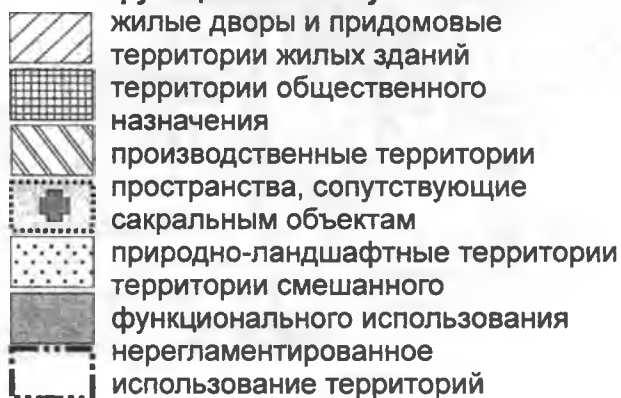 жилые дворы и придомовые
территории жилых зданий
территории общественного
назначения
производственные территории
пространства, сопутствующие
сакральным объектам
природно-ландшафтные территории
территории смешанного
функционального использования
нерегламентированное
использование территорий